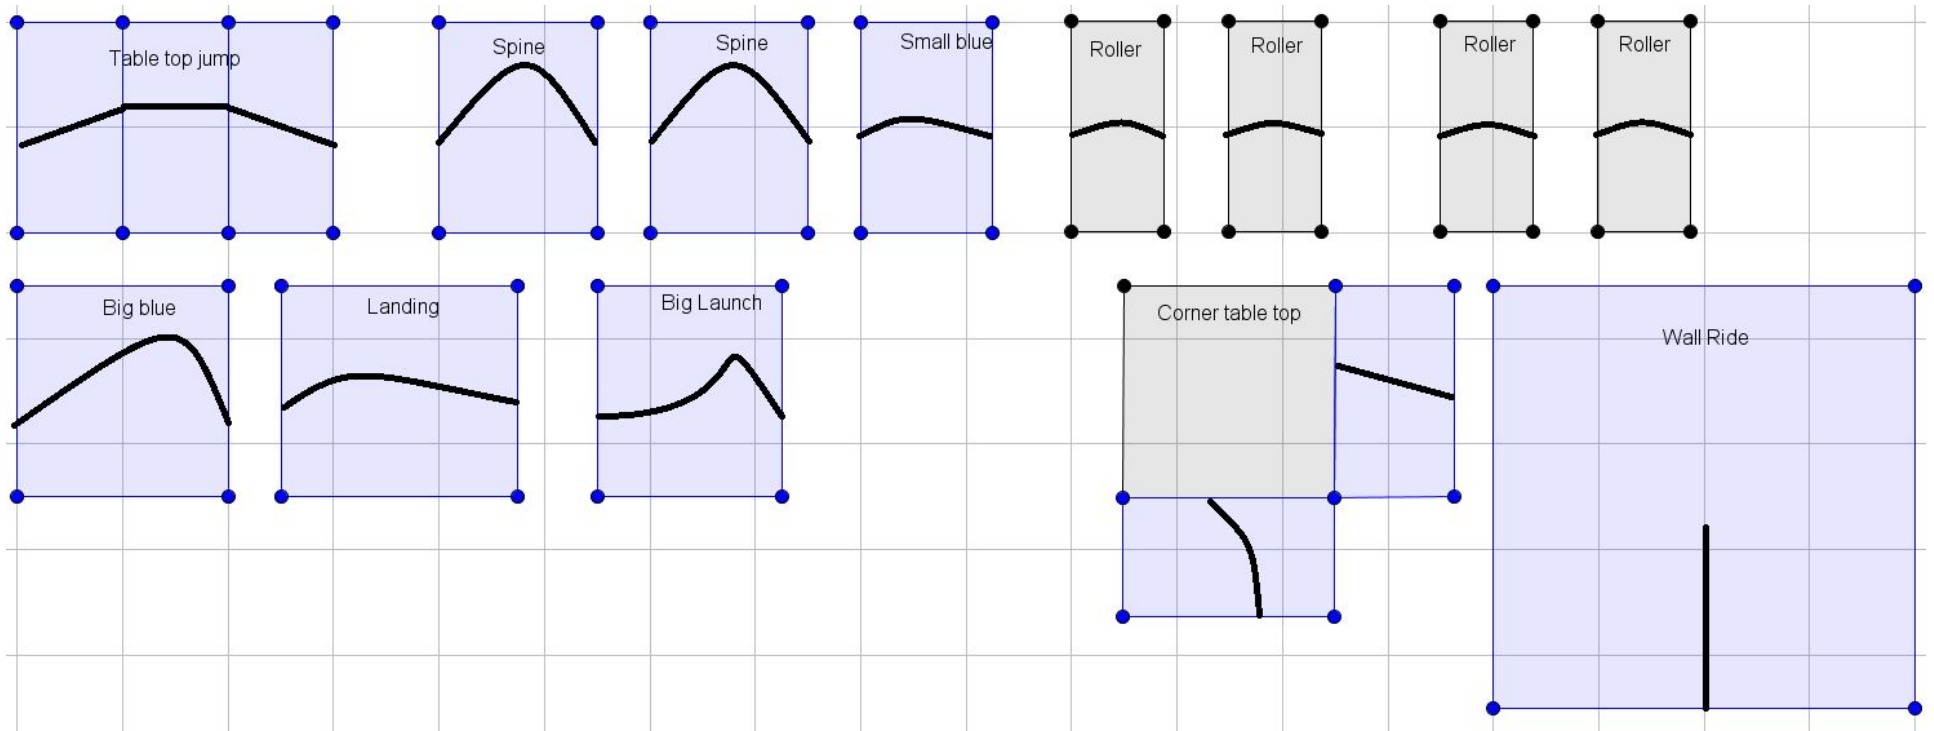 Table top jump
Spine
Spine
Small blue
Roller
Roller
Roller
Roller
Big blue
Landing
Big Launch
Corner table top
Wall Ride